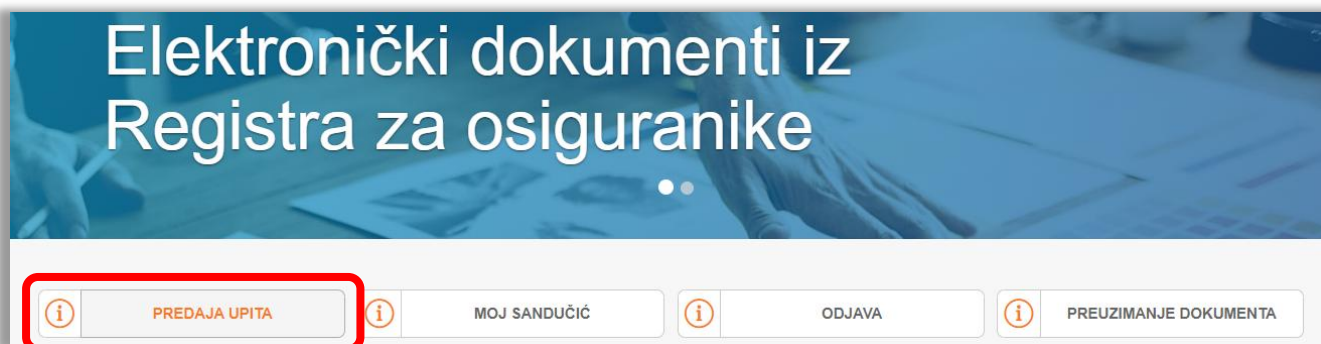 Elektronički dokumenti iz
Registra za osiguranike
PREDAJA UPITA
MOJ SANDUČIĆ
ODJAVA
PREUZIMANJE DOKUMENTA